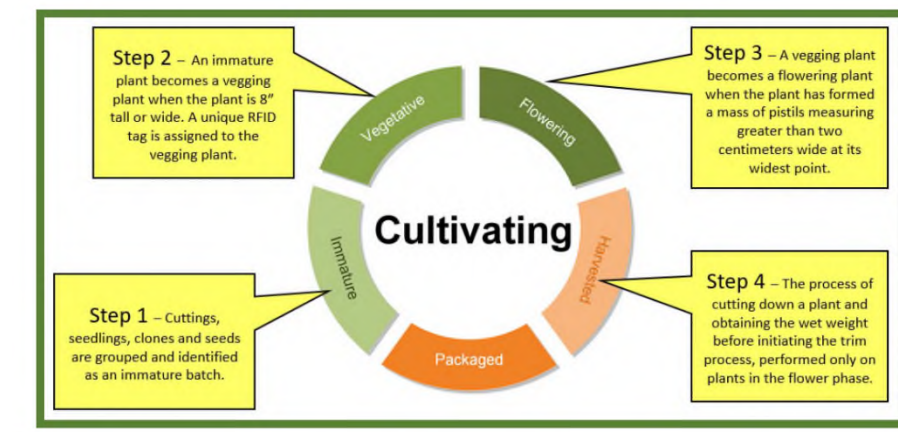 Step 2 – An immature
plant becomes a vegging
plant when the plant is 8”
tall or wide. A unique RFID
tag is assigned to the
vegging plant.
Step 3 – A vegging plant
becomes a flowering plant
when the plant has formed
a mass of pistils measuring
greater than two
centimeters wide at its
widest point.
Vegetative
Flowering
Cultivating
Immature
Harvested
Step 1 – Cuttings,
seedlings, clones and seeds
are grouped and identified
as an immature batch.
Packaged
Step 4 – The process of
cutting down a plant and
obtaining the wet weight
before initiating the trim
process, performed only on
plants in the flower phase.